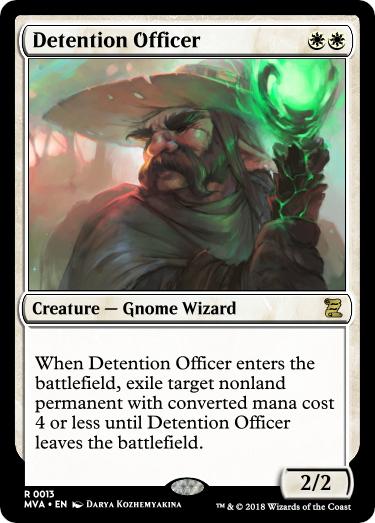 Detention Officer
Creature — Gnome Wizard
When Detention Officer enters the
battlefield, exile target nonland
permanent with converted mana cost
4 or less until Detention Officer
leaves the battlefield.
2/2
R 0013
MVA • EN Darya Kozhemyakina
™ & © 2018 Wizards of the Coast